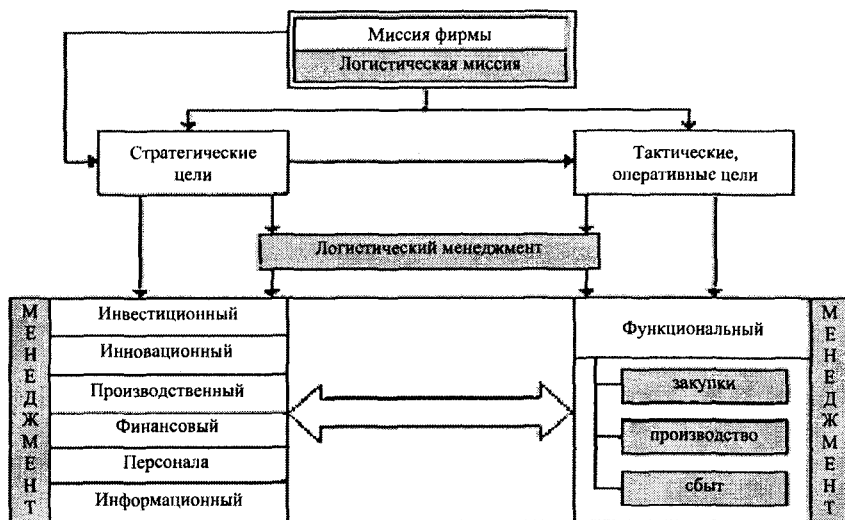 Миссия фирмы
Логистическая миссия
Стратегические
цели
Тактические,
оперативные цели
Логистический менеджмент
МЕНЕДЖМЕНТ
Инвестиционный
Инновационный
Производственный
Финансовый
Персонала
Информационный
Функциональный
закупки
производство
сбыт
МЕНЕДЖМЕНТ